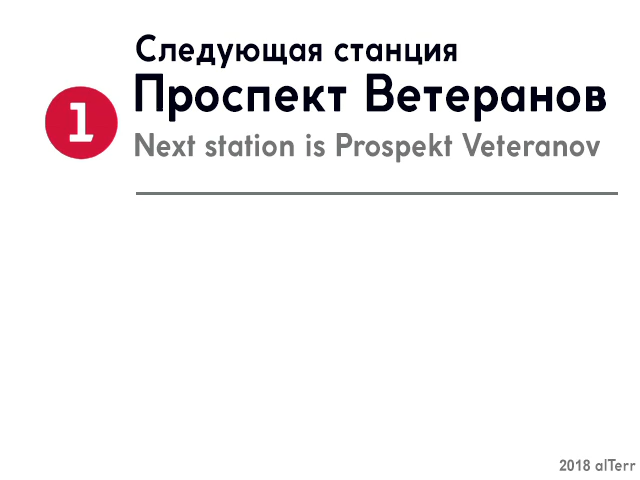 Следующая станция
1
Проспект Ветеранов
Next station is Prospekt Veteranov
2018 alTerr